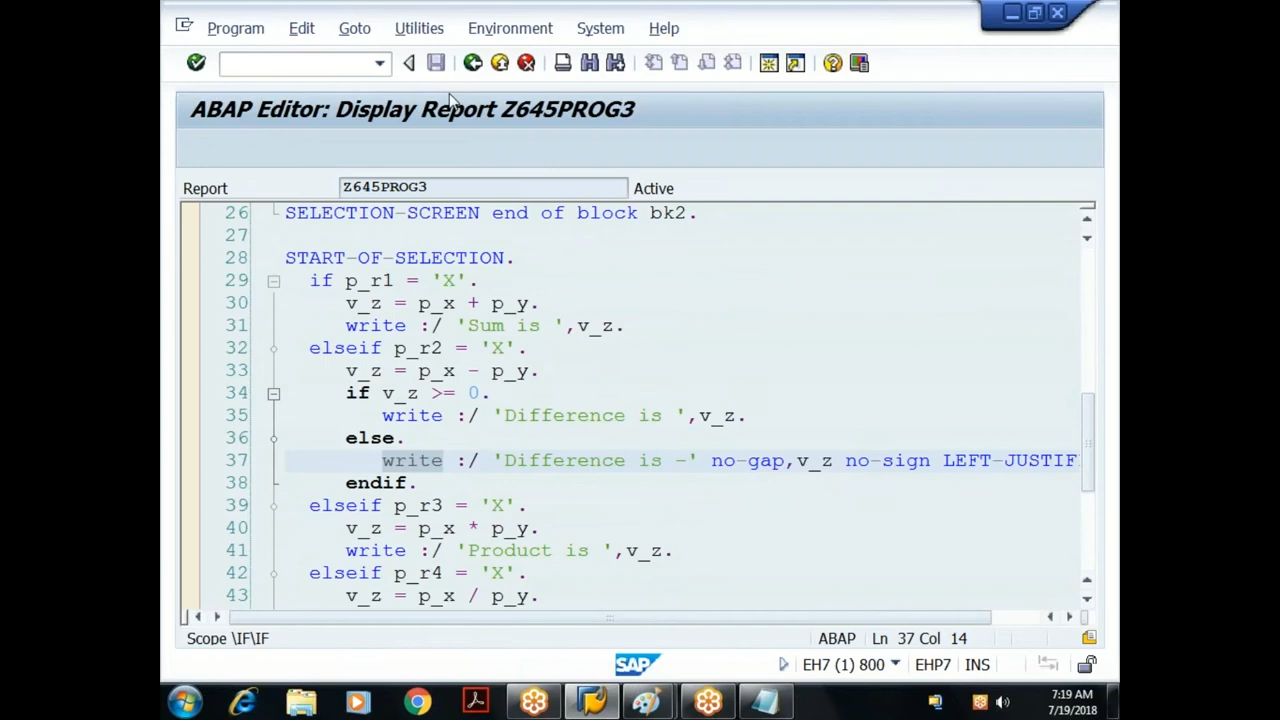 Program Edit Goto Utilities Environment System Help
ABAP Editor: Display Report Z645PROG3
Report Z645PROG3 Active
26 SELECTION-SCREEN end of block bk2.
27
28 START-OF-SELECTION.
29 if p_r1 = 'X'.
30 v_z = p_x + p_y.
31 write :/ 'Sum is ',v_z.
32 elseif p_r2 = 'X'.
33 v_z = p_x - p_y.
34 if v_z >= 0.
35 write :/ 'Difference is ',v_z.
36 else.
37 write :/ 'Difference is -' no-gap,v_z no-sign LEFT-JUSTIF
38 endif.
39 elseif p_r3 = 'X'.
40 v_z = p_x * p_y.
41 write :/ 'Product is ',v_z.
42 elseif p_r4 = 'X'.
43 v_z = p_x / p_y.
Scope \IF\IF ABAP Ln 37 Col 14
SAP EH7 (1) 800 EHP7 INS
7:19 AM
7/19/2018